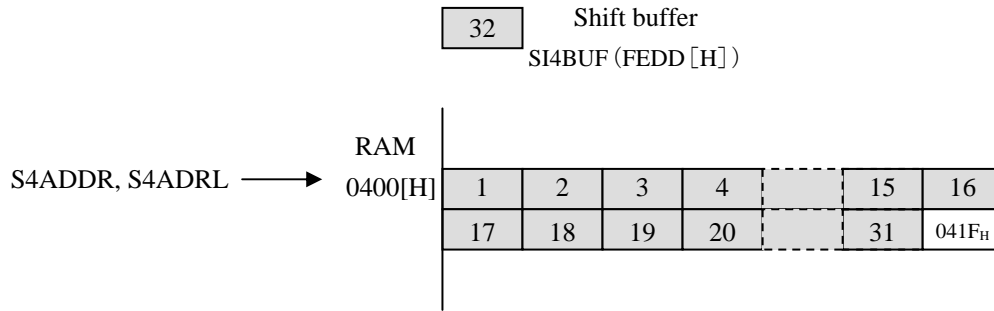 32
Shift buffer
SI4BUF (FEDD [H] )
RAM
S4ADDR, S4ADRL
0400[H]
1 2 3 4 15 16
17 18 19 20 31 041FH